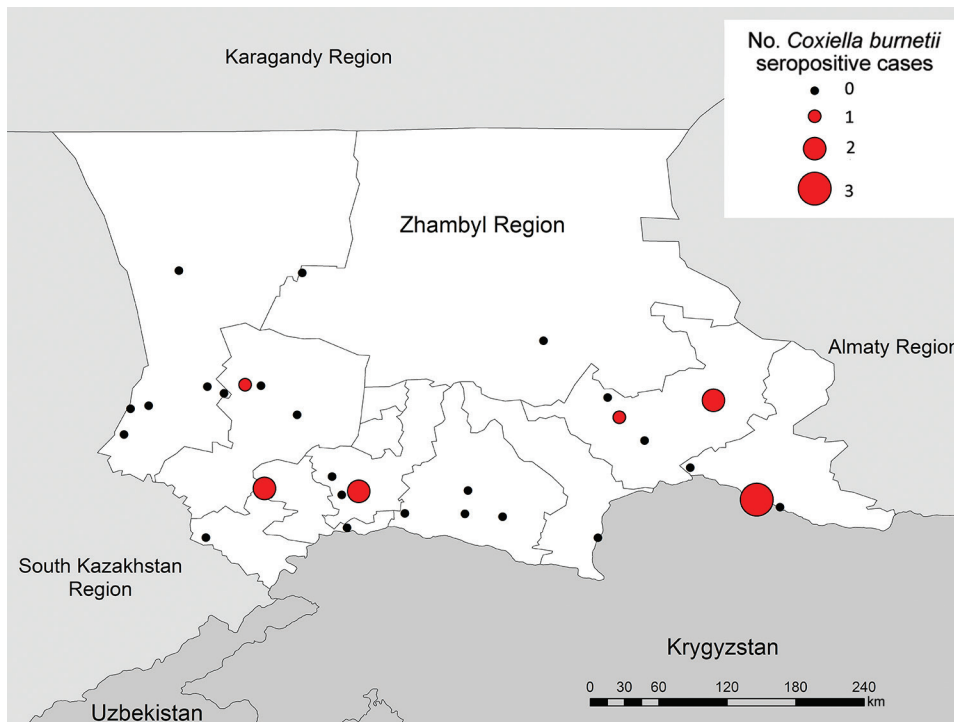 Karagandy Region
No. Coxiella burnetii
seropositive cases
0
1
2
3
Zhambyl Region
Almaty Region
South Kazakhstan
Region
Krygyzstan
Uzbekistan
0 15 30 60 120 180 240
km